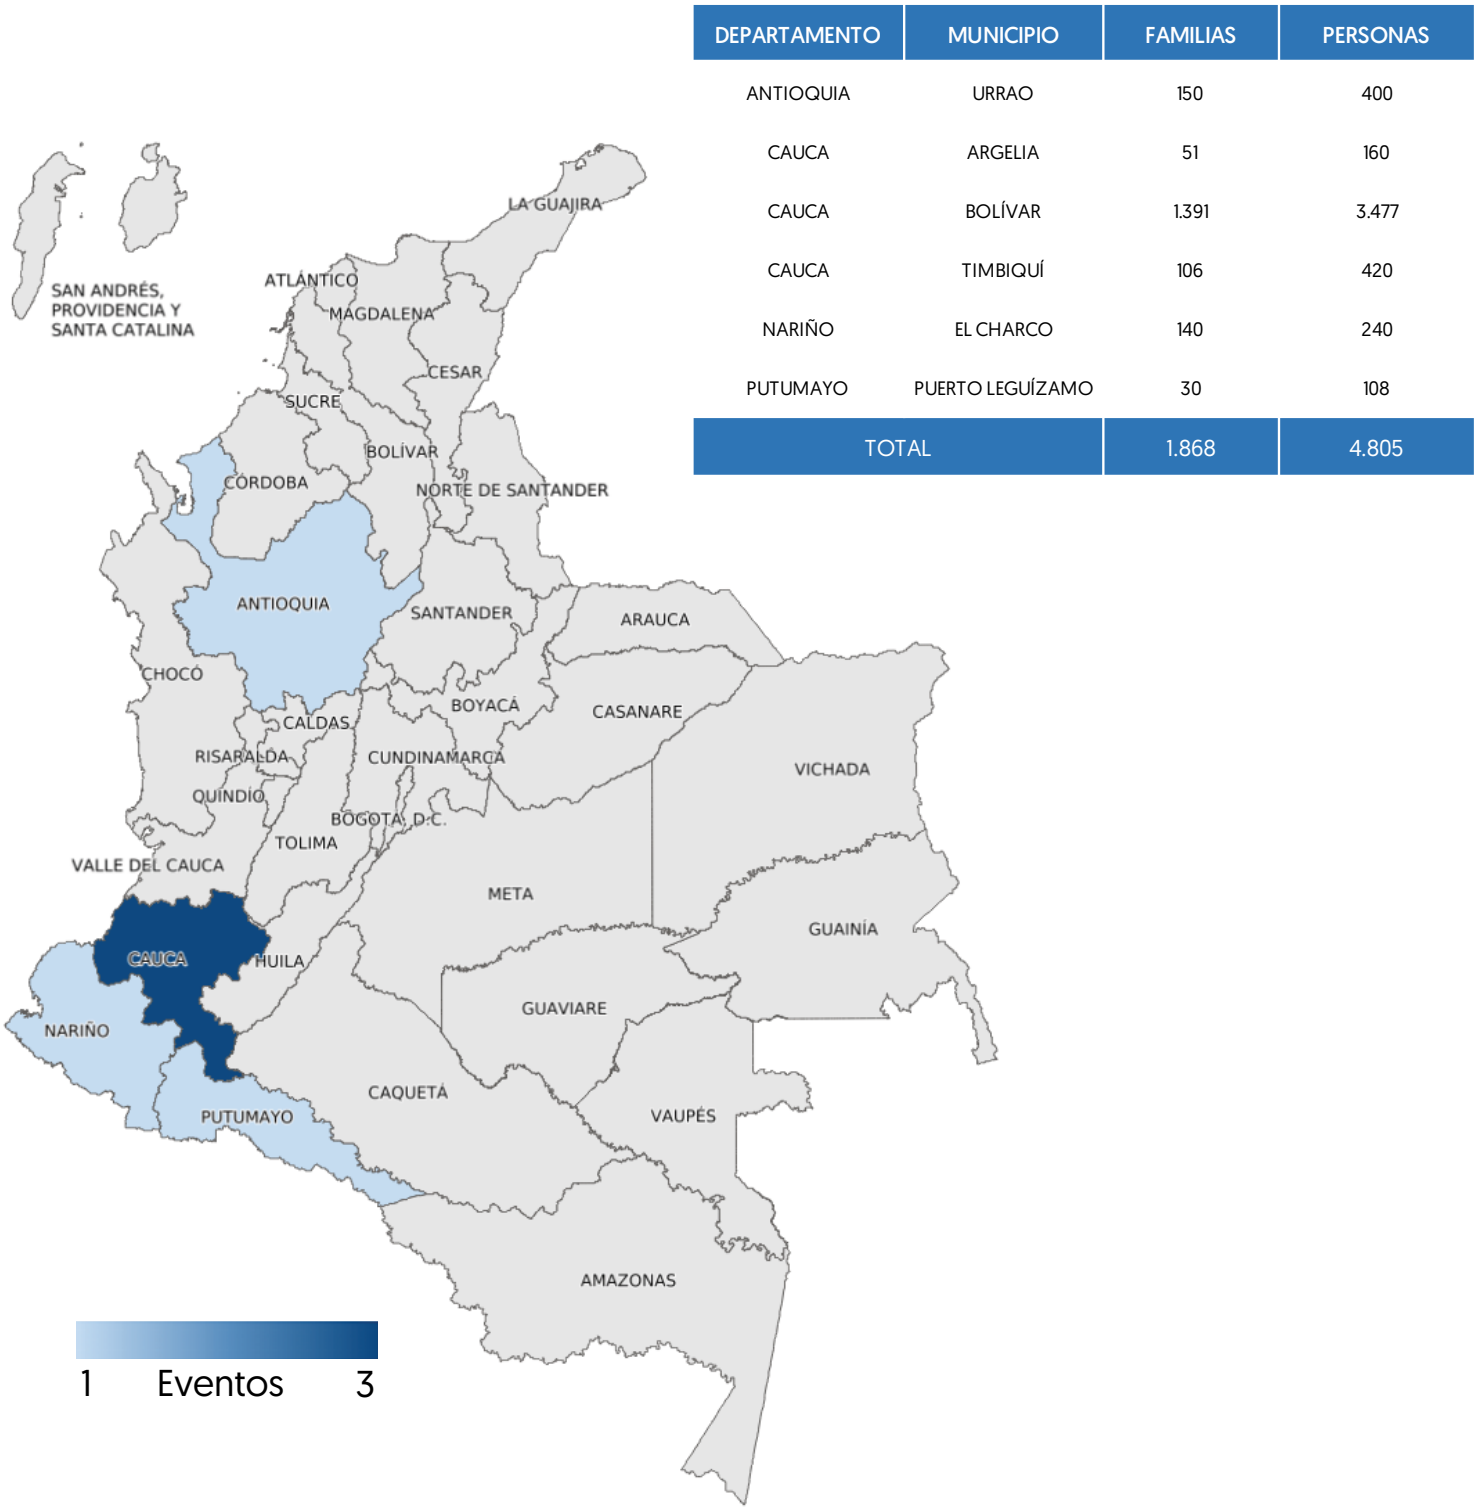 DEPARTAMENTO MUNICIPIO FAMILIAS PERSONAS
ANTIOQUIA URRAO 150 400
CAUCA ARGELIA 51 160
CAUCA BOLÍVAR 1.391 3.477
CAUCA TIMBIQUÍ 106 420
NARIÑO EL CHARCO 140 240
PUTUMAYO PUERTO LEGUÍZAMO 30 108
TOTAL 1.868 4.805
LA GUAJIRA
SAN ANDRÉS,
PROVIDENCIA Y
SANTA CATALINA
ATLÁNTICO
MAGDALENA
CESAR
SUCRE
BOLÍVAR
CÓRDOBA
NORTE DE SANTANDER
ANTIOQUIA
SANTANDER
ARAUCA
CHOCÓ
BOYACÁ
CASANARE
CALDAS
RISARALDA
CUNDINAMARCA
VICHADA
QUINDÍO
BOGOTÁ, D.C.
TOLIMA
VALLE DEL CAUCA
META
GUAINÍA
CAUCA
HUILA
GUAVIARE
NARIÑO
CAQUETÁ
PUTUMAYO
VAUPÉS
AMAZONAS
1 Eventos 3